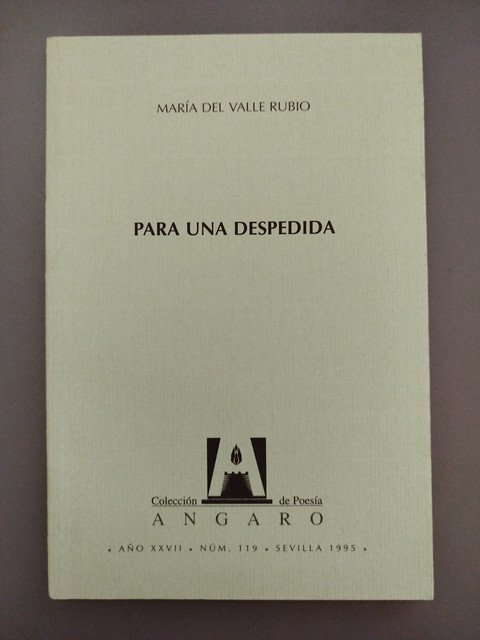 MARÍA DEL VALLE RUBIO
PARA UNA DESPEDIDA
Colección de Poesía
ANGARO
• AÑO XXVII • NÚM. 119 • SEVILLA 1995 •